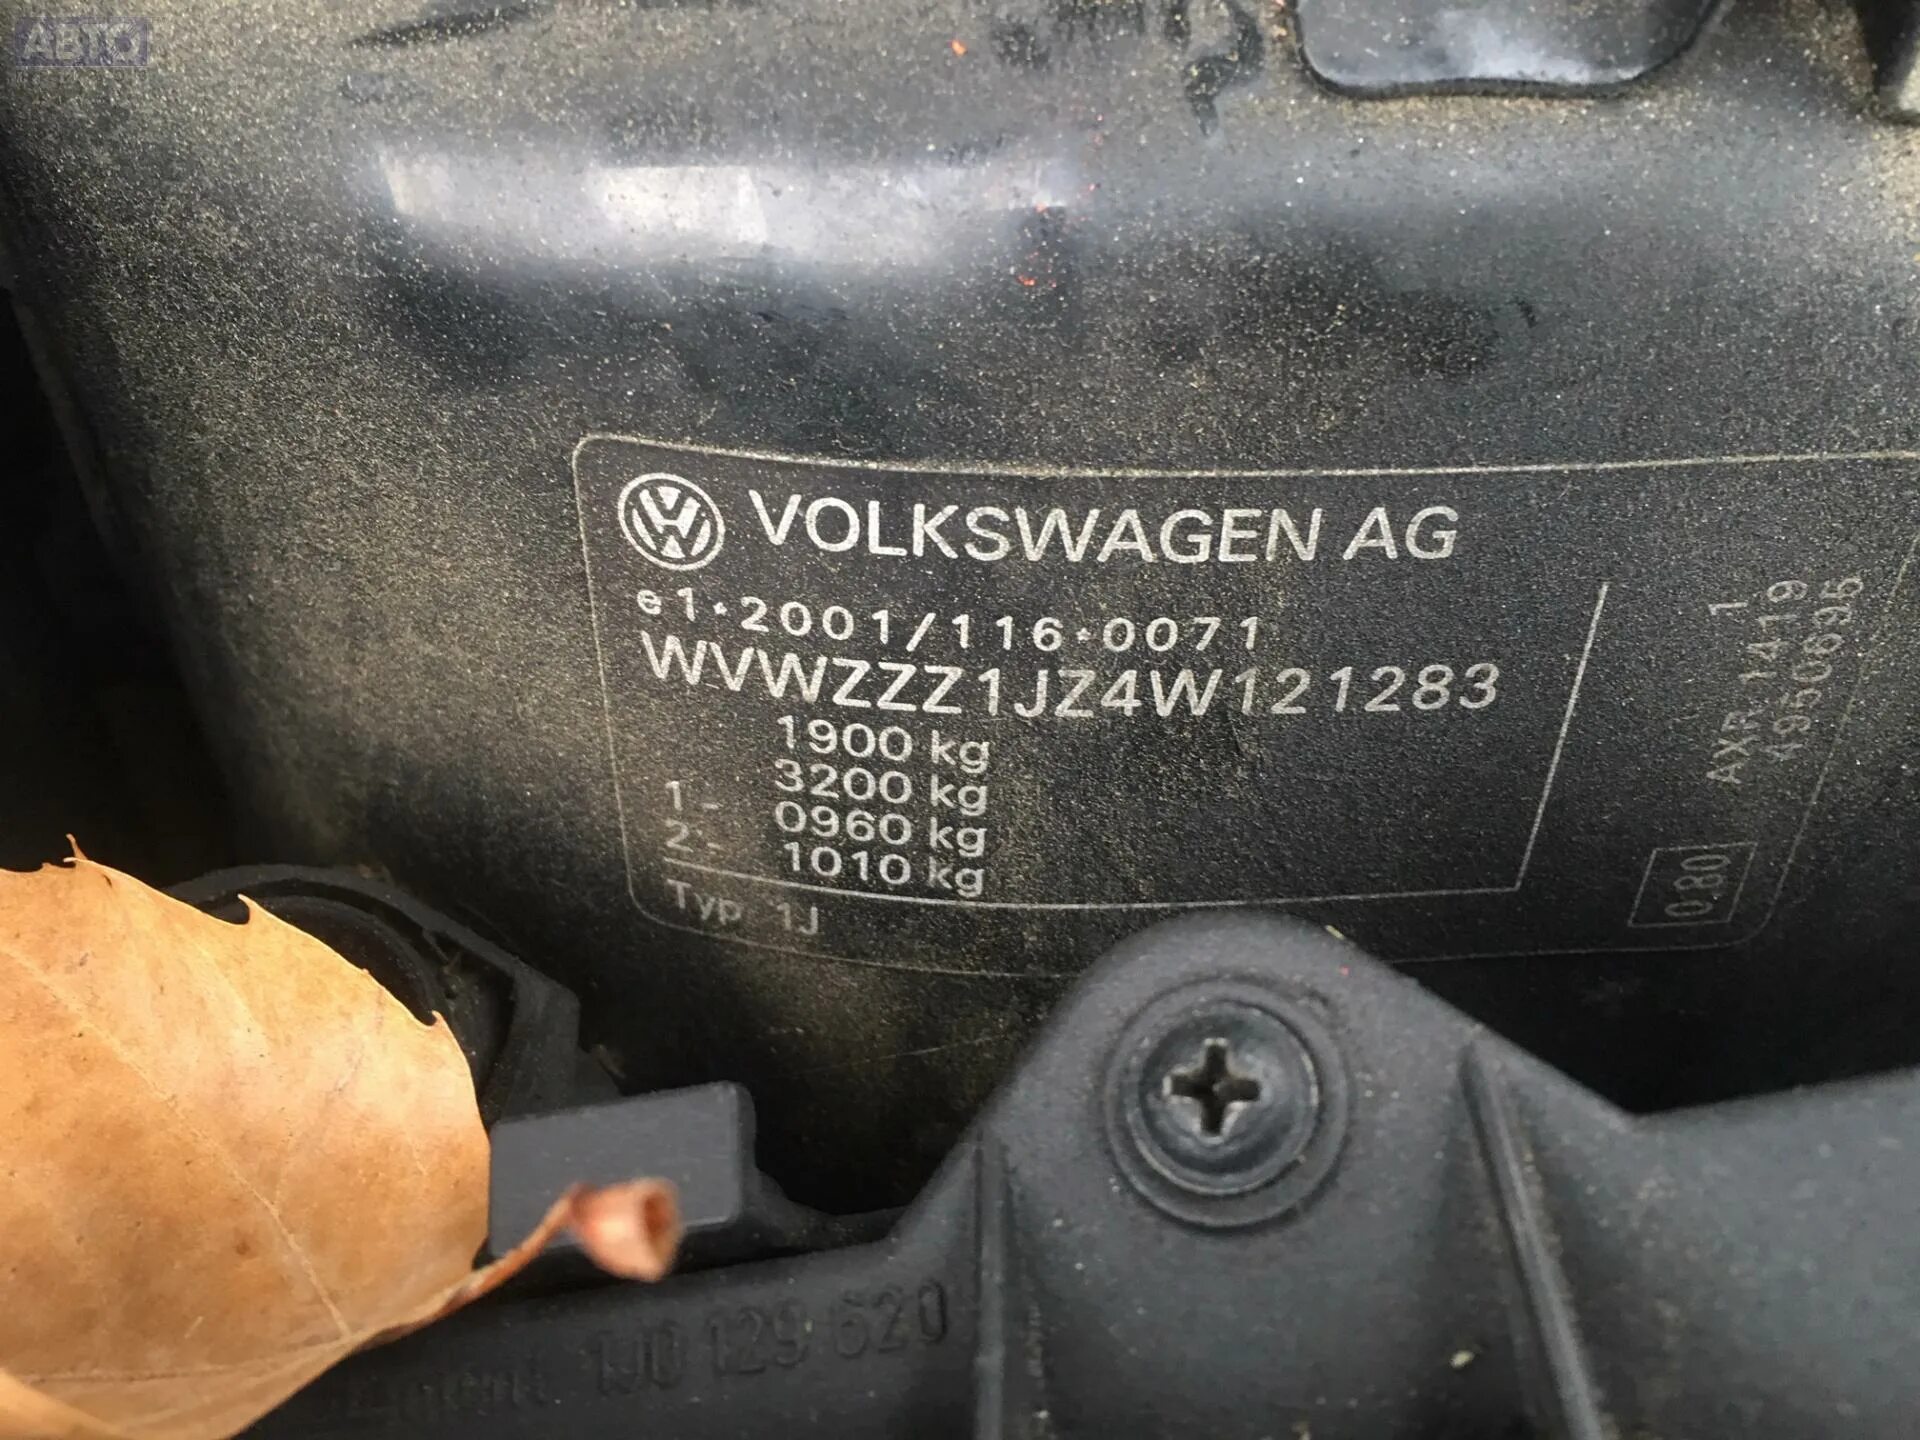 АВТО
VOLKSWAGEN AG
e1*2001/116*0071
WVWZZZ1JZ4W121283
1900 kg
3200 kg
1 - 0960 kg
2 - 1010 kg
Typ 1J
1
AXR 1419
4950695
0.80
1J0 129 620